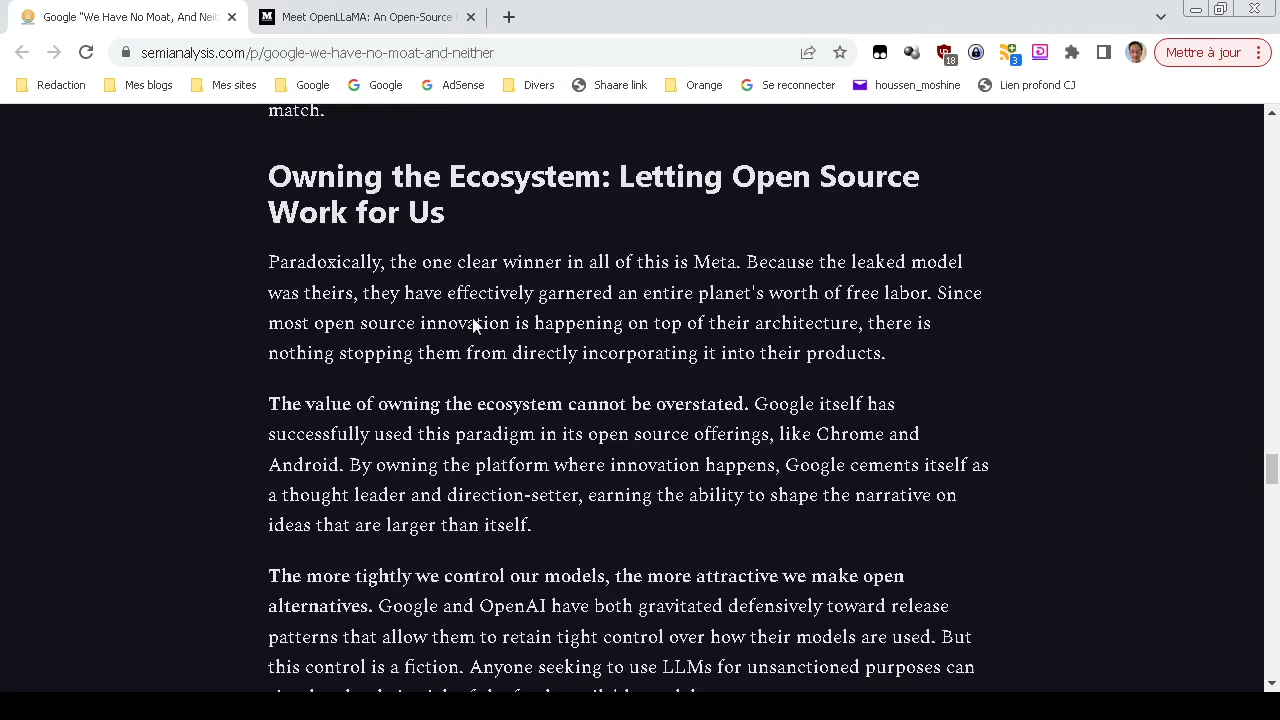 Google "We Have No Moat, And Neit
Meet OpenLLaMA: An Open-Source
semianalysis.com/p/google-we-have-no-moat-and-neither
18
3
Mettre à jour
Redaction
Mes blogs
Mes sites
Google
Google
AdSense
Divers
Shaare link
Orange
Se reconnecter
houssen_moshine
Lien profond CJ
match.
Owning the Ecosystem: Letting Open Source
Work for Us
Paradoxically, the one clear winner in all of this is Meta. Because the leaked model
was theirs, they have effectively garnered an entire planet's worth of free labor. Since
most open source innovation is happening on top of their architecture, there is
nothing stopping them from directly incorporating it into their products.
The value of owning the ecosystem cannot be overstated. Google itself has
successfully used this paradigm in its open source offerings, like Chrome and
Android. By owning the platform where innovation happens, Google cements itself as
a thought leader and direction-setter, earning the ability to shape the narrative on
ideas that are larger than itself.
The more tightly we control our models, the more attractive we make open
alternatives. Google and OpenAI have both gravitated defensively toward release
patterns that allow them to retain tight control over how their models are used. But
this control is a fiction. Anyone seeking to use LLMs for unsanctioned purposes can